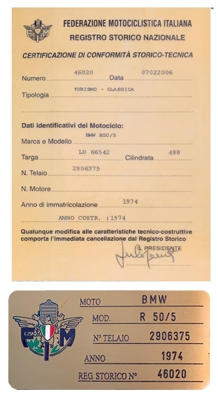 FEDERAZIONE MOTOCICLISTICA ITALIANA
REGISTRO STORICO NAZIONALE
CERTIFICAZIONE DI CONFORMITÀ STORICO-TECNICA
Numero 46020 Data 07022006
Tipologia TURISMO - CLASSICA
Dati identificativi del Motociclo:
BMW R50/5
Marca e Modello
Targa LU 66542 Cilindrata 498
N. Telaio 2906375
N. Motore
Anno di immatricolazione 1974
ANNO COSTR. :1974
Qualunque modifica alle caratteristiche tecnico-costruttive
comporta l'immediata cancellazione dal Registro Storico
IL PRESIDENTE
MOTO BMW
MOD. R 50/5
N° TELAIO 2906375
ANNO 1974
REG STORICO N° 46020